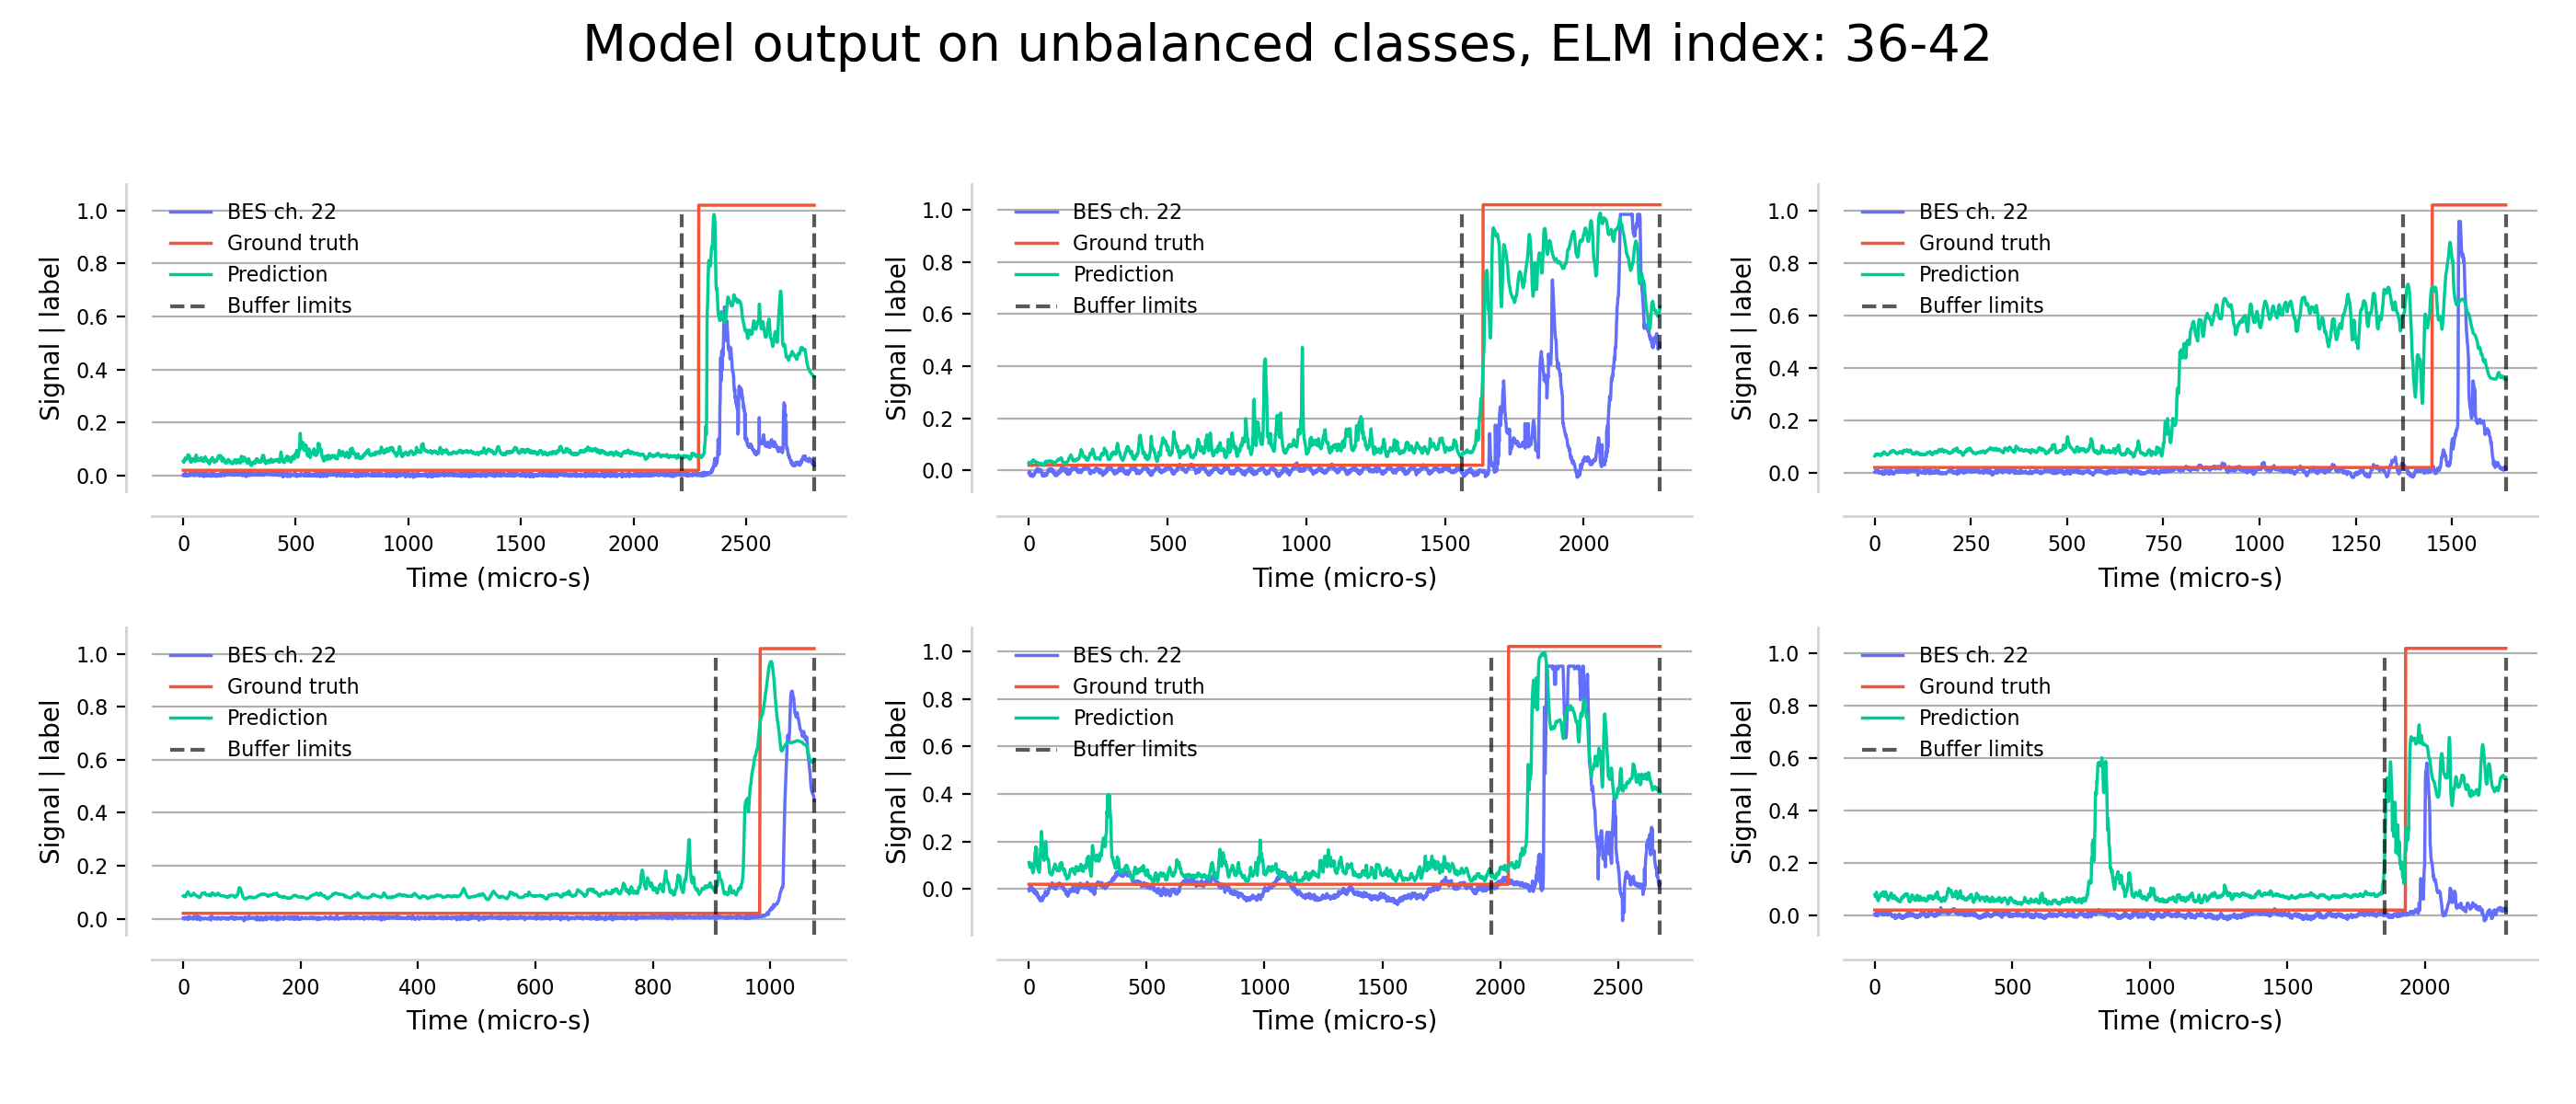 Model output on unbalanced classes, ELM index: 36-42
BES ch. 22
Ground truth
Prediction
Buffer limits
Signal | label
1.0
0.8
0.6
0.4
0.2
0.0
0 500 1000 1500 2000 2500
Time (micro-s)
BES ch. 22
Ground truth
Prediction
Buffer limits
Signal | label
1.0
0.8
0.6
0.4
0.2
0.0
0 500 1000 1500 2000
Time (micro-s)
BES ch. 22
Ground truth
Prediction
Buffer limits
Signal | label
1.0
0.8
0.6
0.4
0.2
0.0
0 250 500 750 1000 1250 1500
Time (micro-s)
BES ch. 22
Ground truth
Prediction
Buffer limits
Signal | label
1.0
0.8
0.6
0.4
0.2
0.0
0 200 400 600 800 1000
Time (micro-s)
BES ch. 22
Ground truth
Prediction
Buffer limits
Signal | label
1.0
0.8
0.6
0.4
0.2
0.0
0 500 1000 1500 2000 2500
Time (micro-s)
BES ch. 22
Ground truth
Prediction
Buffer limits
Signal | label
1.0
0.8
0.6
0.4
0.2
0.0
0 500 1000 1500 2000
Time (micro-s)